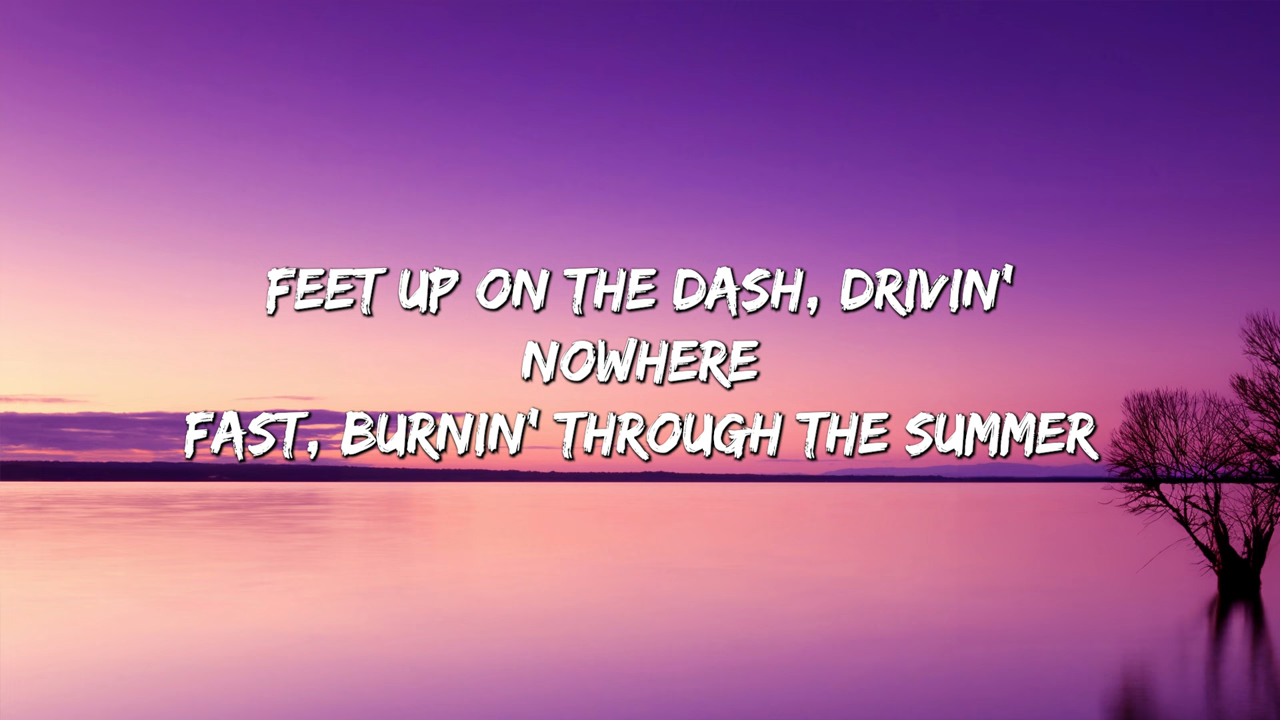 FEET UP ON THE DASH, DRIVIN'
NOWHERE
FAST, BURNIN' THROUGH THE SUMMER